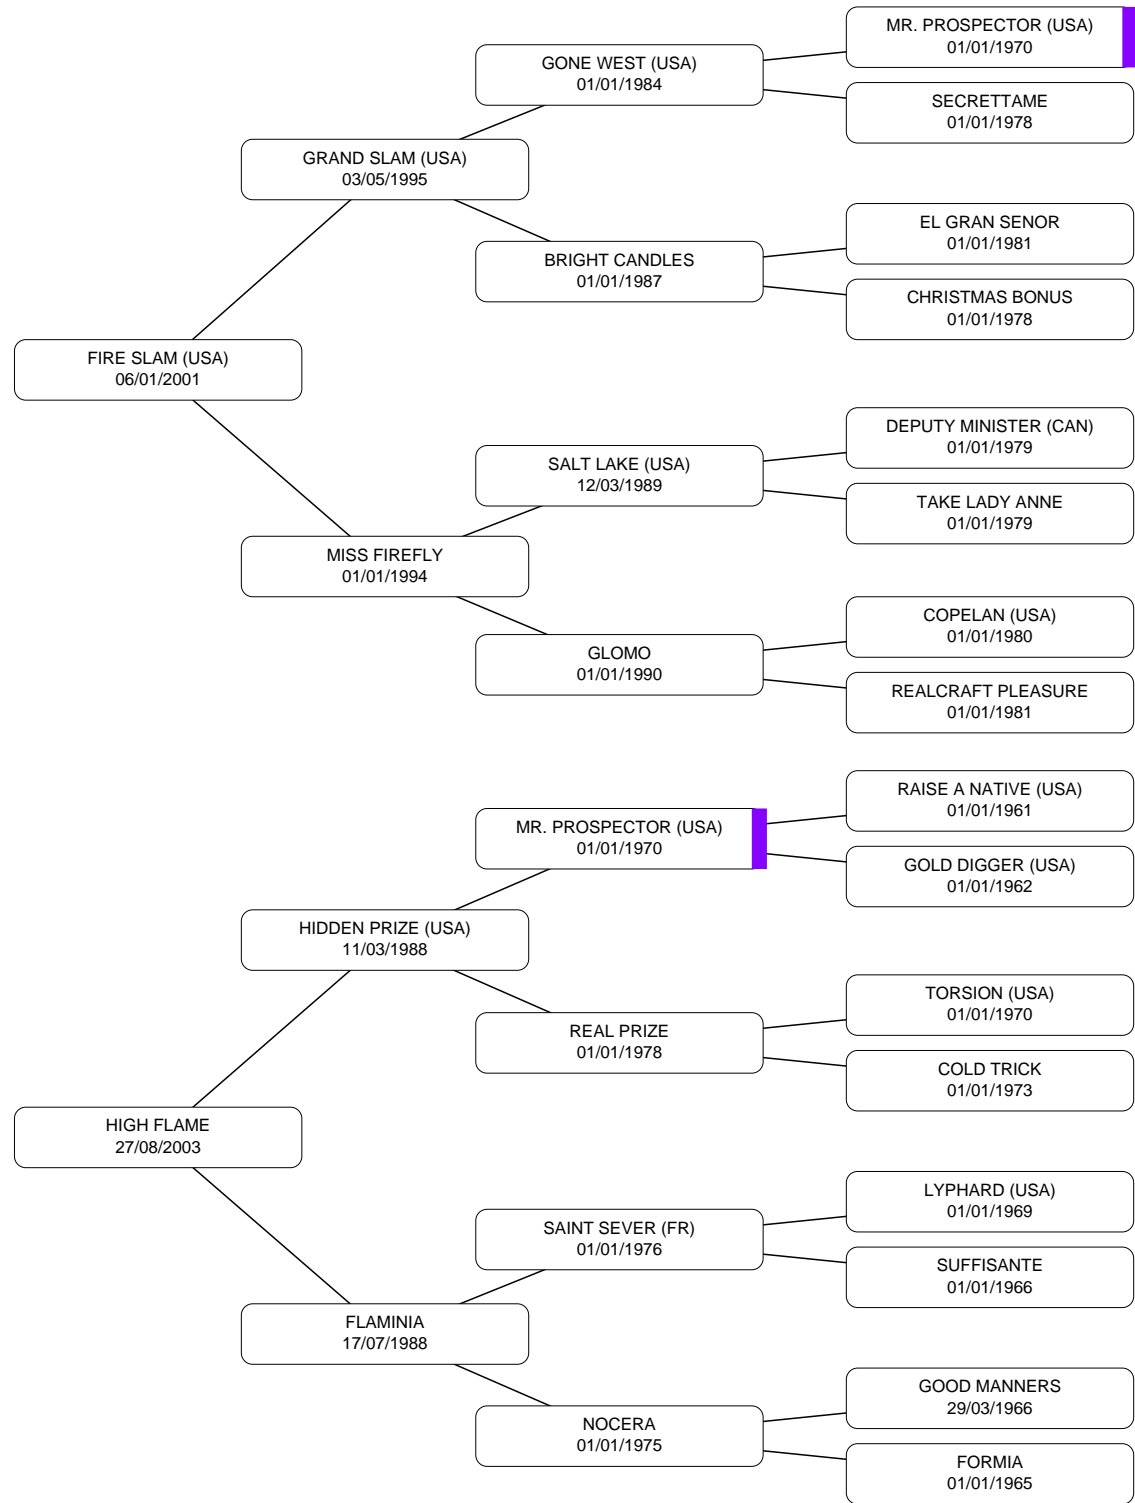 MR. PROSPECTOR (USA)
01/01/1970
GONE WEST (USA)
01/01/1984
SECRETTAME
01/01/1978
GRAND SLAM (USA)
03/05/1995
EL GRAN SENOR
01/01/1981
BRIGHT CANDLES
01/01/1987
CHRISTMAS BONUS
01/01/1978
FIRE SLAM (USA)
06/01/2001
DEPUTY MINISTER (CAN)
01/01/1979
SALT LAKE (USA)
12/03/1989
TAKE LADY ANNE
01/01/1979
MISS FIREFLY
01/01/1994
COPELAN (USA)
01/01/1980
GLOMO
01/01/1990
REALCRAFT PLEASURE
01/01/1981
RAISE A NATIVE (USA)
01/01/1961
MR. PROSPECTOR (USA)
01/01/1970
GOLD DIGGER (USA)
01/01/1962
HIDDEN PRIZE (USA)
11/03/1988
TORSION (USA)
01/01/1970
REAL PRIZE
01/01/1978
COLD TRICK
01/01/1973
HIGH FLAME
27/08/2003
LYPHARD (USA)
01/01/1969
SAINT SEVER (FR)
01/01/1976
SUFFISANTE
01/01/1966
FLAMINIA
17/07/1988
GOOD MANNERS
29/03/1966
NOCERA
01/01/1975
FORMIA
01/01/1965